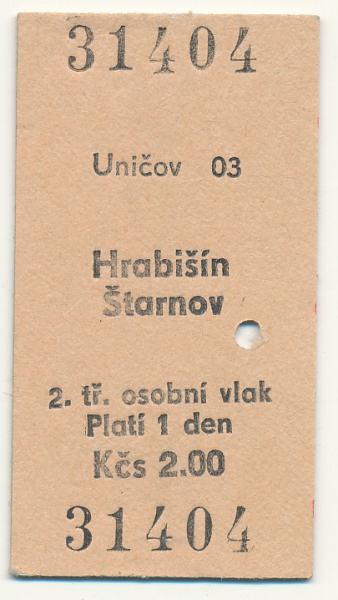 31404
Uničov 03
Hrabišín
Štarnov
2. tř. osobní vlak
Platí 1 den
Kčs 2.00
31404